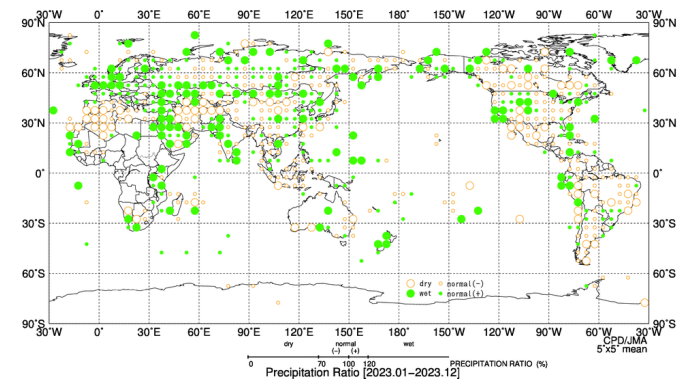 30°W 0° 30°E 60°E 90°E 120°E 150°E 180° 150°W 120°W 90°W 60°W 30°W
90°N 90°N
60°N 60°N
30°N 30°N
0° 0°
30°S 30°S
dry normal(-)
wet normal(+)
60°S 60°S
90°S 90°S
30°W 0° 30°E 60°E 90°E 120°E 150°E 180° 150°W 120°W 90°W 60°W 30°W
CPD/JMA
5°x5° mean
dry normal wet
(-) (+)
0 70 100 120 PRECIPITATION RATIO (%)
Precipitation Ratio [2023.01-2023.12]